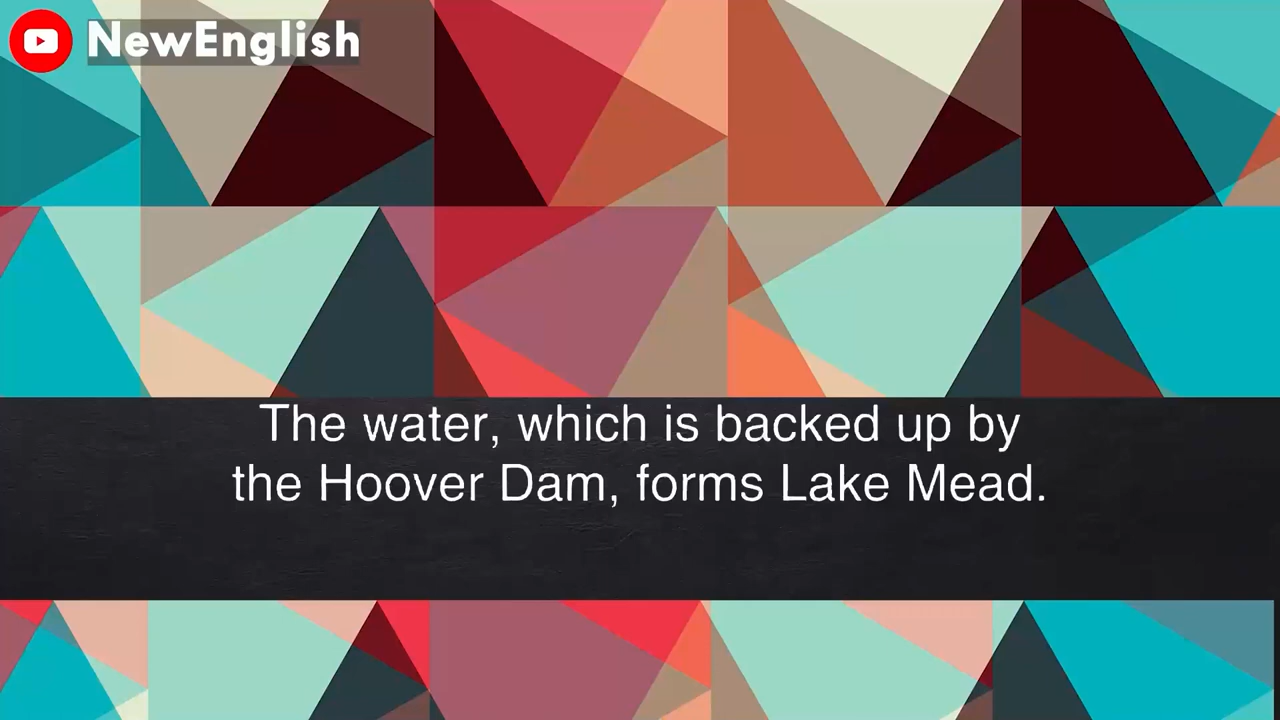 NewEnglish
The water, which is backed up by
the Hoover Dam, forms Lake Mead.